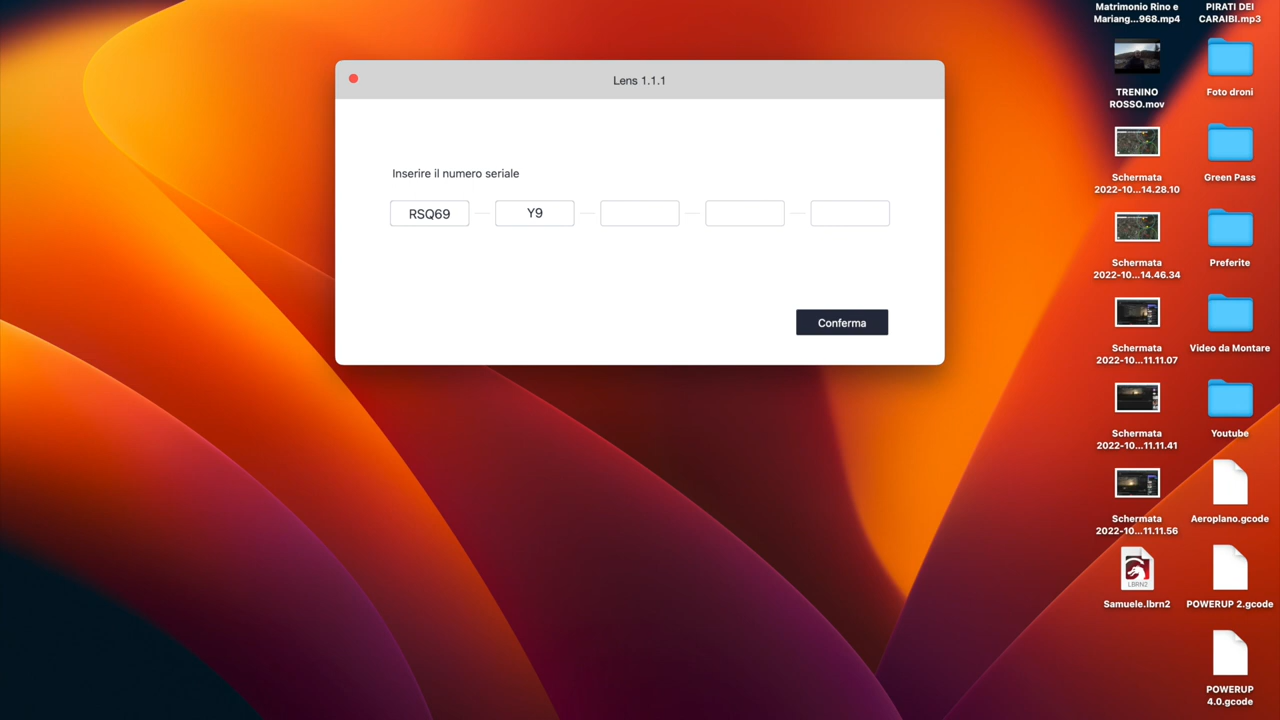 Lens 1.1.1
Inserire il numero seriale
RSQ69
Y9
Conferma
Matrimonio Rino e
Mariang...968.mp4
PIRATI DEI
CARAIBI.mp3
TRENINO
ROSSO.mov
Foto droni
Schermata
2022-10...14.28.10
Green Pass
Schermata
2022-10...14.46.34
Preferite
Schermata
2022-10...11.11.07
Video da Montare
Schermata
2022-10...11.11.41
Youtube
Schermata
2022-10...11.11.56
Aeroplano.gcode
LBRN2
Samuele.lbrn2
POWERUP 2.gcode
POWERUP
4.0.gcode